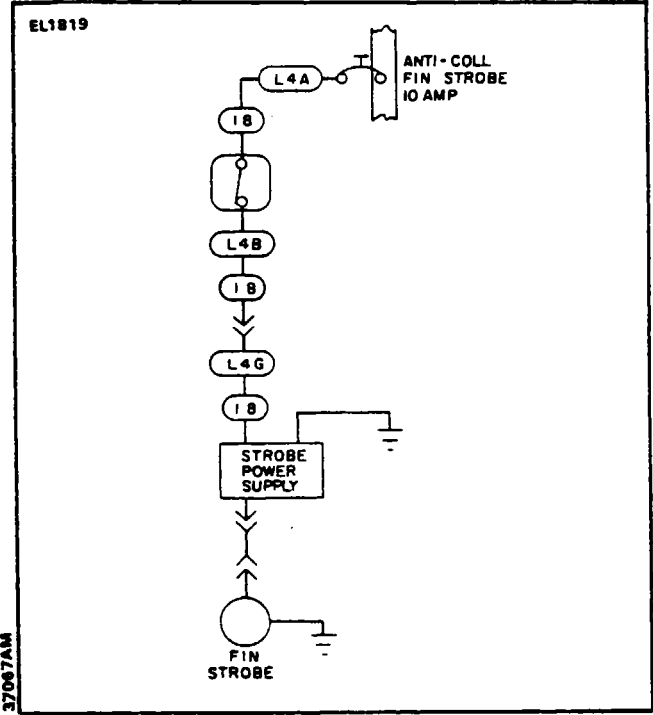 EL1819
ANTI-COLL
FIN STROBE
10 AMP
L4A
18
L4B
18
L4G
18
STROBE
POWER
SUPPLY
FIN
STROBE
37067AM